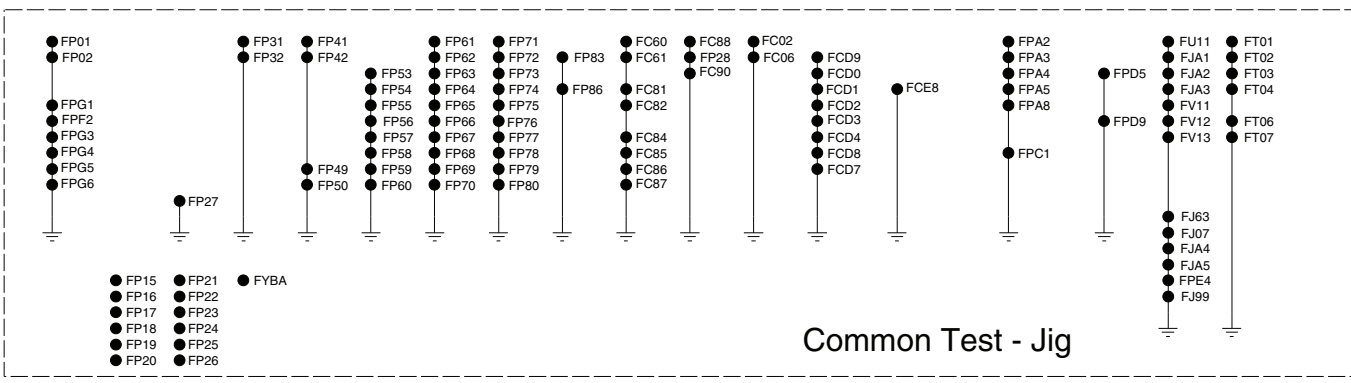 FP01
FP02
FPG1
FPF2
FPG3
FPG4
FPG5
FPG6
FP27
FP31
FP32
FP41
FP42
FP49
FP50
FP53
FP54
FP55
FP56
FP57
FP58
FP59
FP60
FP61
FP62
FP63
FP64
FP65
FP66
FP67
FP68
FP69
FP70
FP71
FP72
FP73
FP74
FP75
FP76
FP77
FP78
FP79
FP80
FP83
FP86
FC60
FC61
FC81
FC82
FC84
FC85
FC86
FC87
FC88
FP28
FC90
FC02
FC06
FCD9
FCD0
FCD1
FCD2
FCD3
FCD4
FCD8
FCD7
FCE8
FPA2
FPA3
FPA4
FPA5
FPA8
FPC1
FPD5
FPD9
FU11
FJA1
FJA2
FJA3
FV11
FV12
FV13
FJ63
FJ07
FJA4
FJA5
FPE4
FJ99
FT01
FT02
FT03
FT04
FT06
FT07
FP15
FP16
FP17
FP18
FP19
FP20
FP21
FP22
FP23
FP24
FP25
FP26
FYBA
Common Test - Jig